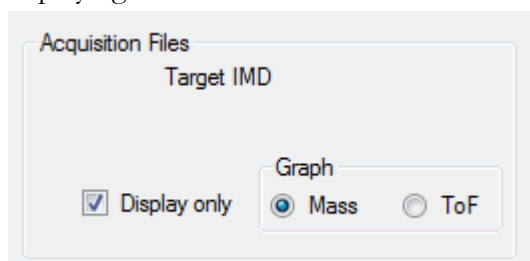 Acquisition Files
Target IMD
Graph
Display only
Mass
ToF